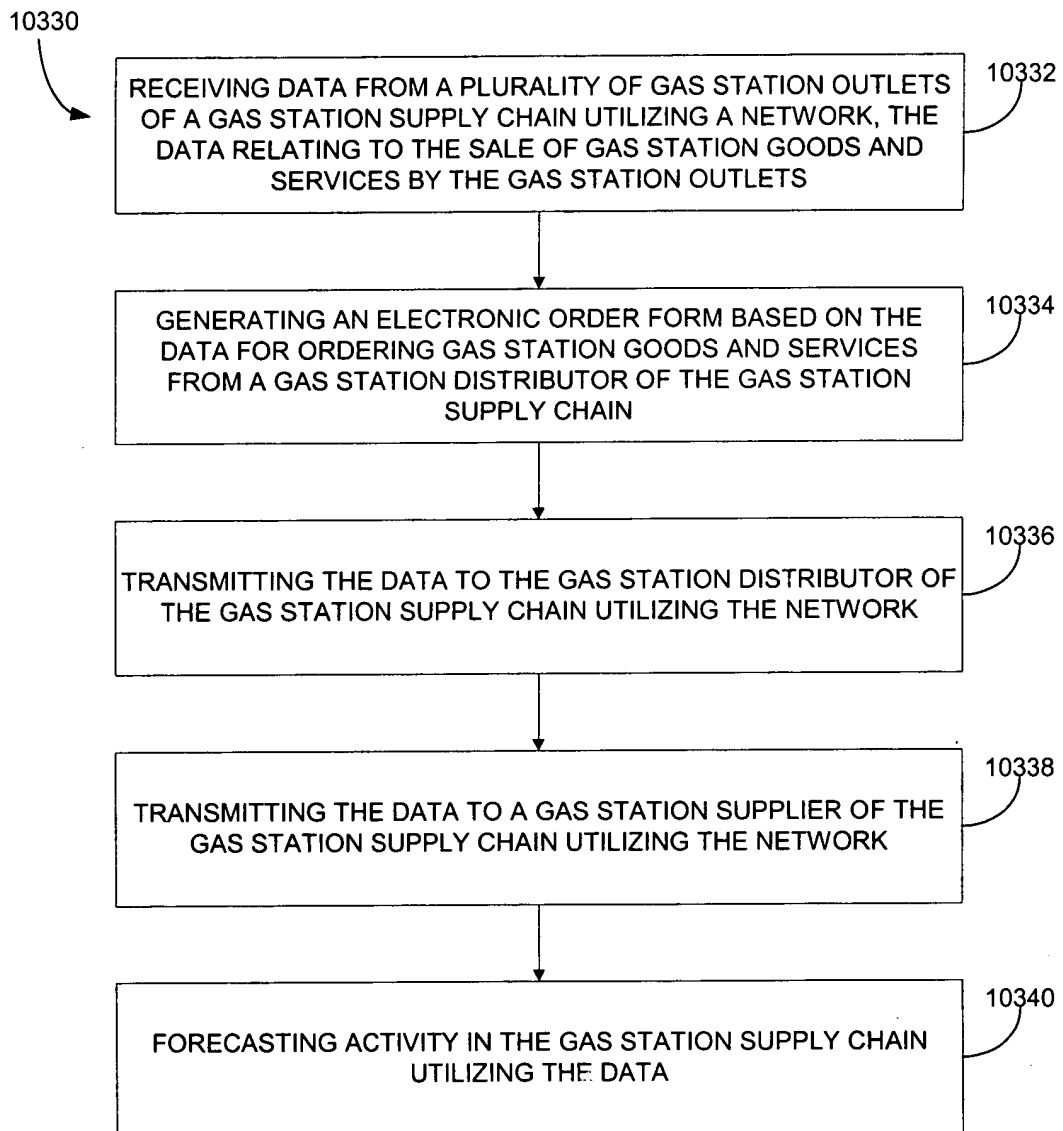 10330
10332
RECEIVING DATA FROM A PLURALITY OF GAS STATION OUTLETS
OF A GAS STATION SUPPLY CHAIN UTILIZING A NETWORK, THE
DATA RELATING TO THE SALE OF GAS STATION GOODS AND
SERVICES BY THE GAS STATION OUTLETS
10334
GENERATING AN ELECTRONIC ORDER FORM BASED ON THE
DATA FOR ORDERING GAS STATION GOODS AND SERVICES
FROM A GAS STATION DISTRIBUTOR OF THE GAS STATION
SUPPLY CHAIN
10336
TRANSMITTING THE DATA TO THE GAS STATION DISTRIBUTOR OF
THE GAS STATION SUPPLY CHAIN UTILIZING THE NETWORK
10338
TRANSMITTING THE DATA TO A GAS STATION SUPPLIER OF THE
GAS STATION SUPPLY CHAIN UTILIZING THE NETWORK
10340
FORECASTING ACTIVITY IN THE GAS STATION SUPPLY CHAIN
UTILIZING THE DATA